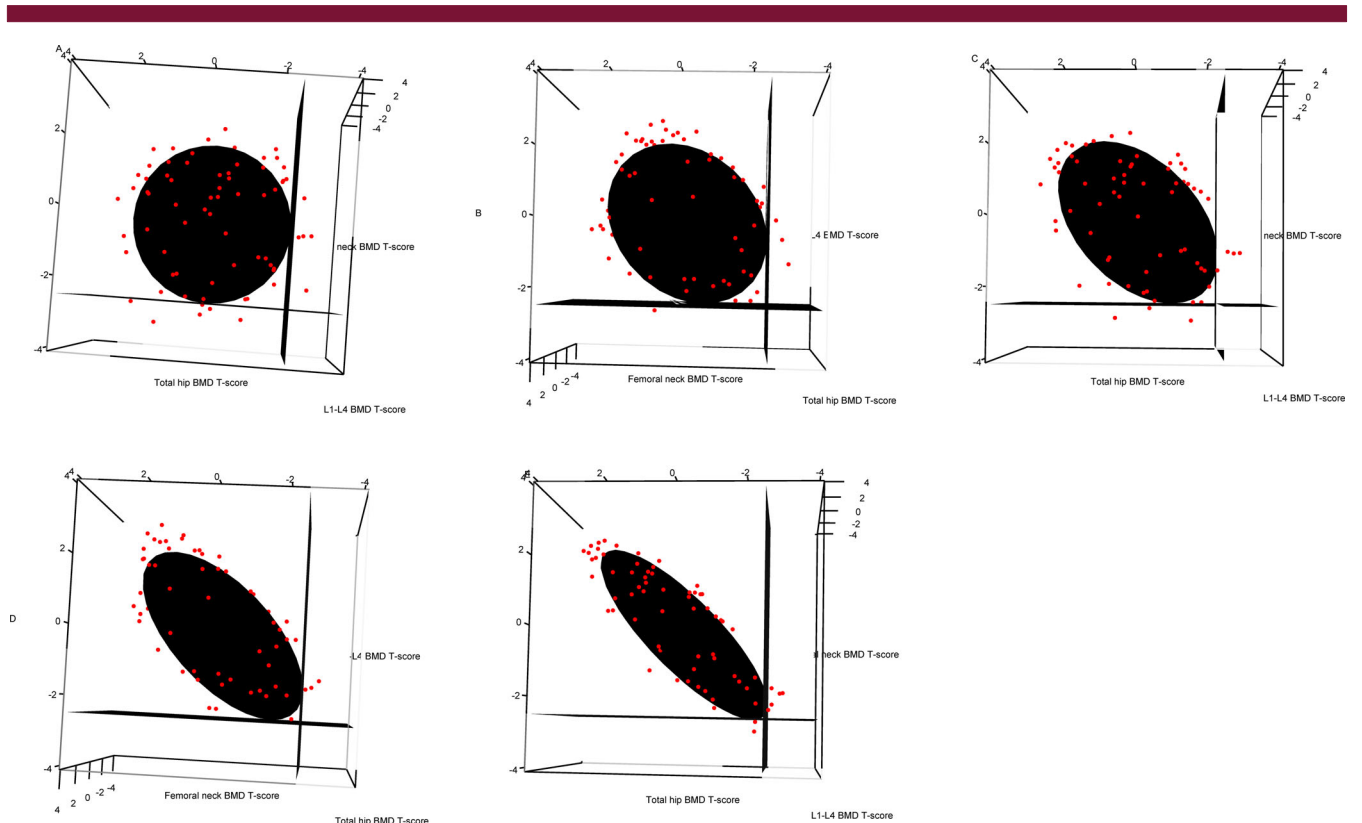 A
4 4 2 0 -2 -4
4
2
0
-2
-4
2
0
-2
-4
neck BMD T-score
Total hip BMD T-score
L1-L4 BMD T-score
B
4 2 0 -2 -4
2
0
-2
-4
L4 BMD T-score
4 2 0 -2 -4
Femoral neck BMD T-score
Total hip BMD T-score
C
4 4 2 0 -2 -4
4
2
0
-2
-4
2
0
-2
-4
neck BMD T-score
Total hip BMD T-score
L1-L4 BMD T-score
D
4 4 2 0 -2 -4
2
0
-2
-4
-L4 BMD T-score
4 2 0 -2 -4
Femoral neck BMD T-score
Total hip BMD T-score
E
4 2 0 -2 -4
4
2
0
-2
-4
2
0
-2
-4
neck BMD T-score
Total hip BMD T-score
L1-L4 BMD T-score